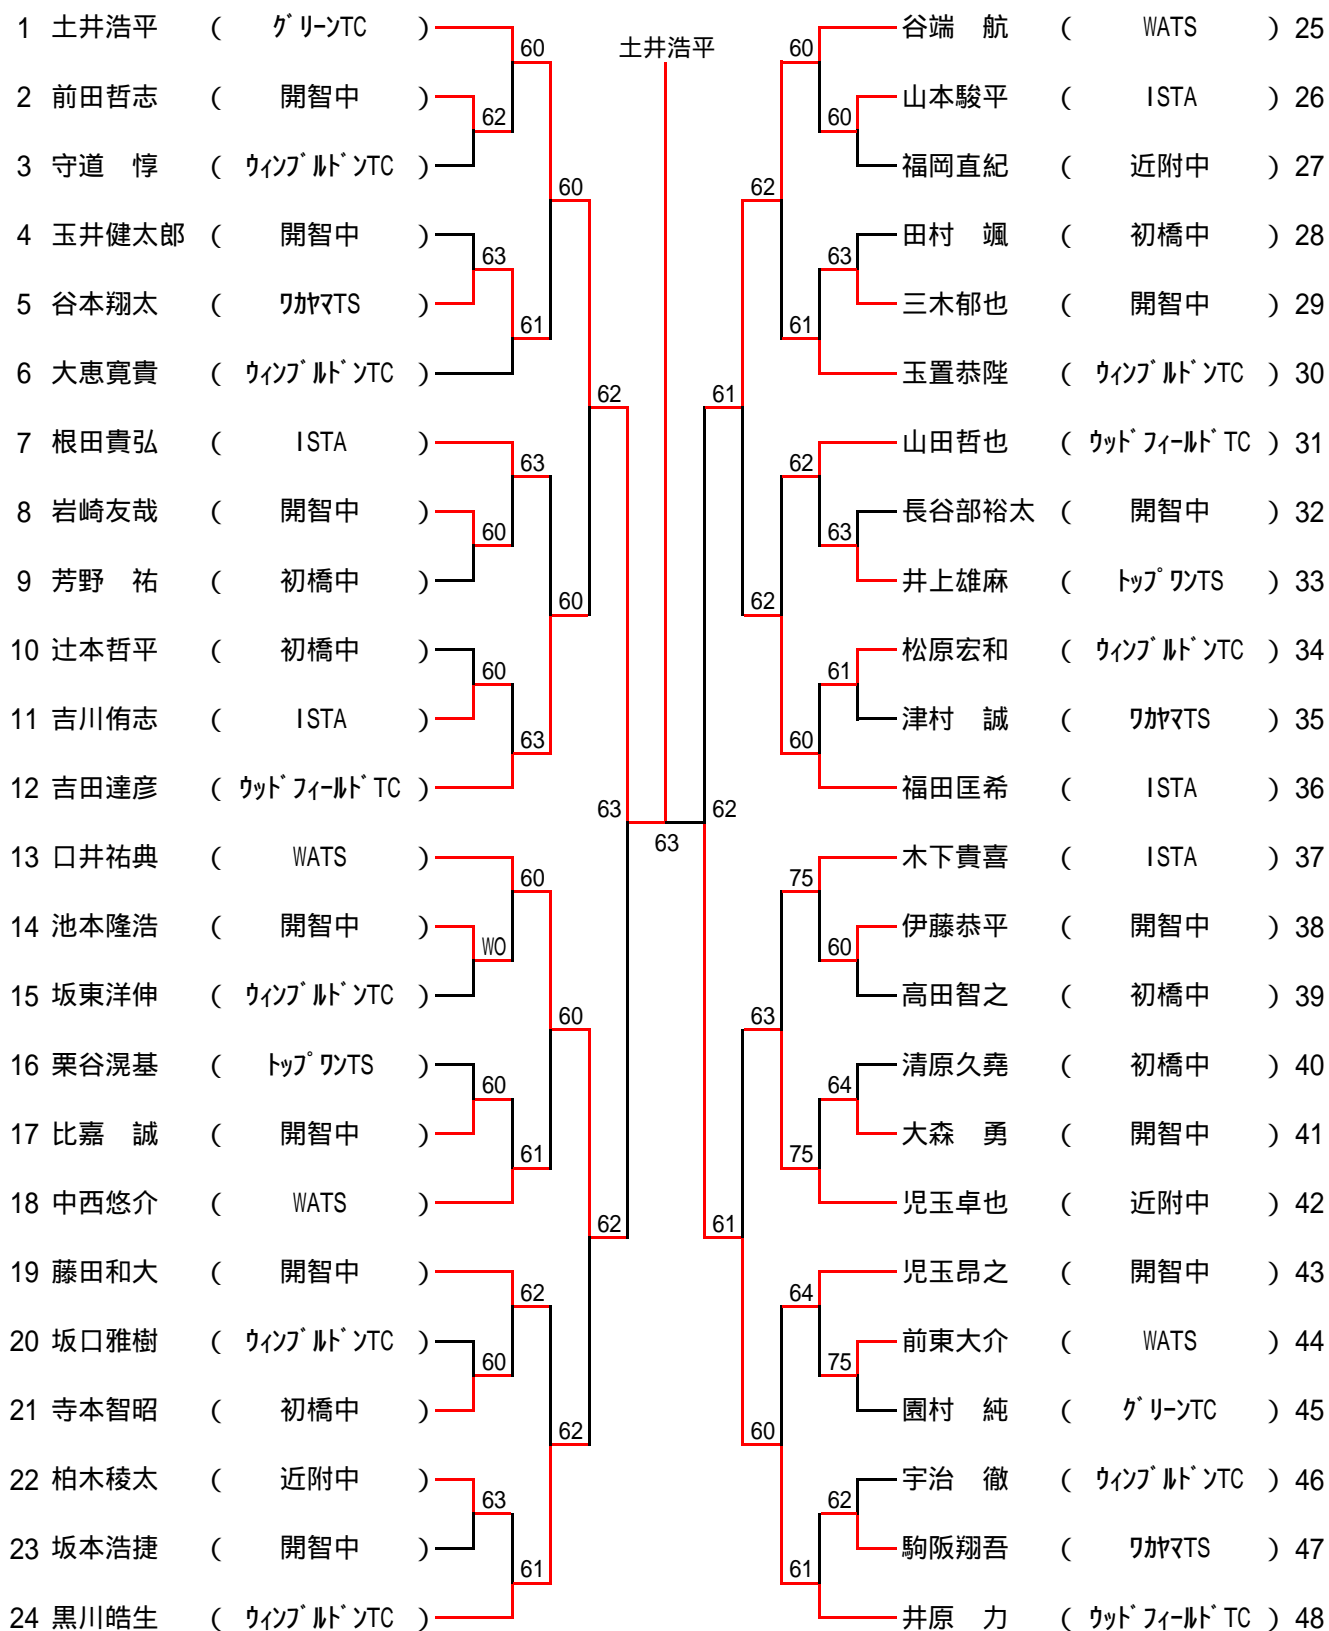 土井浩平
1 土井浩平 ( グリーンTC )
60
2 前田哲志 ( 開智中 )
62
3 守道 惇 ( ウィンブルドンTC )
60
4 玉井健太郎 ( 開智中 )
63
5 谷本翔太 ( ワカヤマTS )
61
6 大恵寛貴 ( ウィンブルドンTC )
62
7 根田貴弘 ( ISTA )
63
8 岩崎友哉 ( 開智中 )
60
9 芳野 祐 ( 初橋中 )
60
10 辻本哲平 ( 初橋中 )
60
11 吉川侑志 ( ISTA )
63
12 吉田達彦 ( ウッドフィールドTC )
63
13 口井祐典 ( WATS )
60
14 池本隆浩 ( 開智中 )
WO
15 坂東洋伸 ( ウィンブルドンTC )
60
16 栗谷滉基 ( トップワンTS )
60
17 比嘉 誠 ( 開智中 )
61
18 中西悠介 ( WATS )
62
19 藤田和大 ( 開智中 )
62
20 坂口雅樹 ( ウィンブルドンTC )
60
21 寺本智昭 ( 初橋中 )
62
22 柏木稜太 ( 近附中 )
63
23 坂本浩捷 ( 開智中 )
61
24 黒川皓生 ( ウィンブルドンTC )
63
谷端 航 ( WATS ) 25
60
山本駿平 ( ISTA ) 26
60
福岡直紀 ( 近附中 ) 27
62
田村 颯 ( 初橋中 ) 28
63
三木郁也 ( 開智中 ) 29
61
玉置恭陛 ( ウィンブルドンTC ) 30
61
山田哲也 ( ウッドフィールドTC ) 31
62
長谷部裕太 ( 開智中 ) 32
63
井上雄麻 ( トップワンTS ) 33
62
松原宏和 ( ウィンブルドンTC ) 34
61
津村 誠 ( ワカヤマTS ) 35
60
福田匡希 ( ISTA ) 36
62
木下貴喜 ( ISTA ) 37
75
伊藤恭平 ( 開智中 ) 38
60
高田智之 ( 初橋中 ) 39
63
清原久堯 ( 初橋中 ) 40
64
大森 勇 ( 開智中 ) 41
75
児玉卓也 ( 近附中 ) 42
61
児玉昂之 ( 開智中 ) 43
64
前東大介 ( WATS ) 44
75
園村 純 ( グリーンTC ) 45
60
宇治 徹 ( ウィンブルドンTC ) 46
62
駒阪翔吾 ( ワカヤマTS ) 47
61
井原 力 ( ウッドフィールドTC ) 48